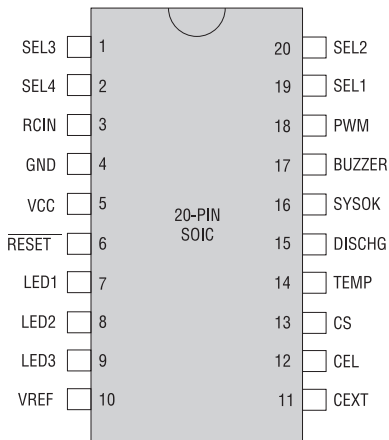 SEL3 1 20 SEL2
SEL4 2 19 SEL1
RCIN 3 18 PWM
GND 4 17 BUZZER
VCC 5 16 SYSOK
20-PIN
SOIC
RESET 6 15 DISCHG
LED1 7 14 TEMP
LED2 8 13 CS
LED3 9 12 CEL
VREF 10 11 CEXT